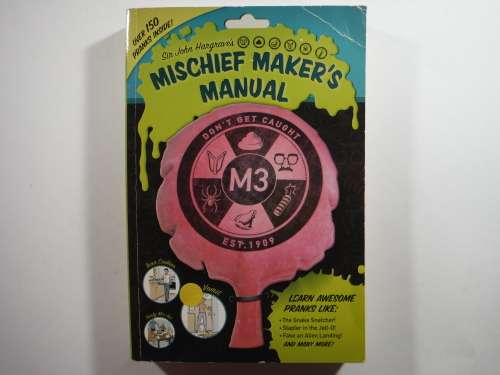 OVER 150
PRANKS INSIDE!
Sir John Hargrave's
MISCHIEF MAKER'S
MANUAL
DON'T GET CAUGHT
M3
EST. 1909
LEARN AWESOME
PRANKS LIKE:
• The Snake Snatcher!
• Stapler in the Jell-O!
• Fake an Alien Landing!
AND MANY MORE!